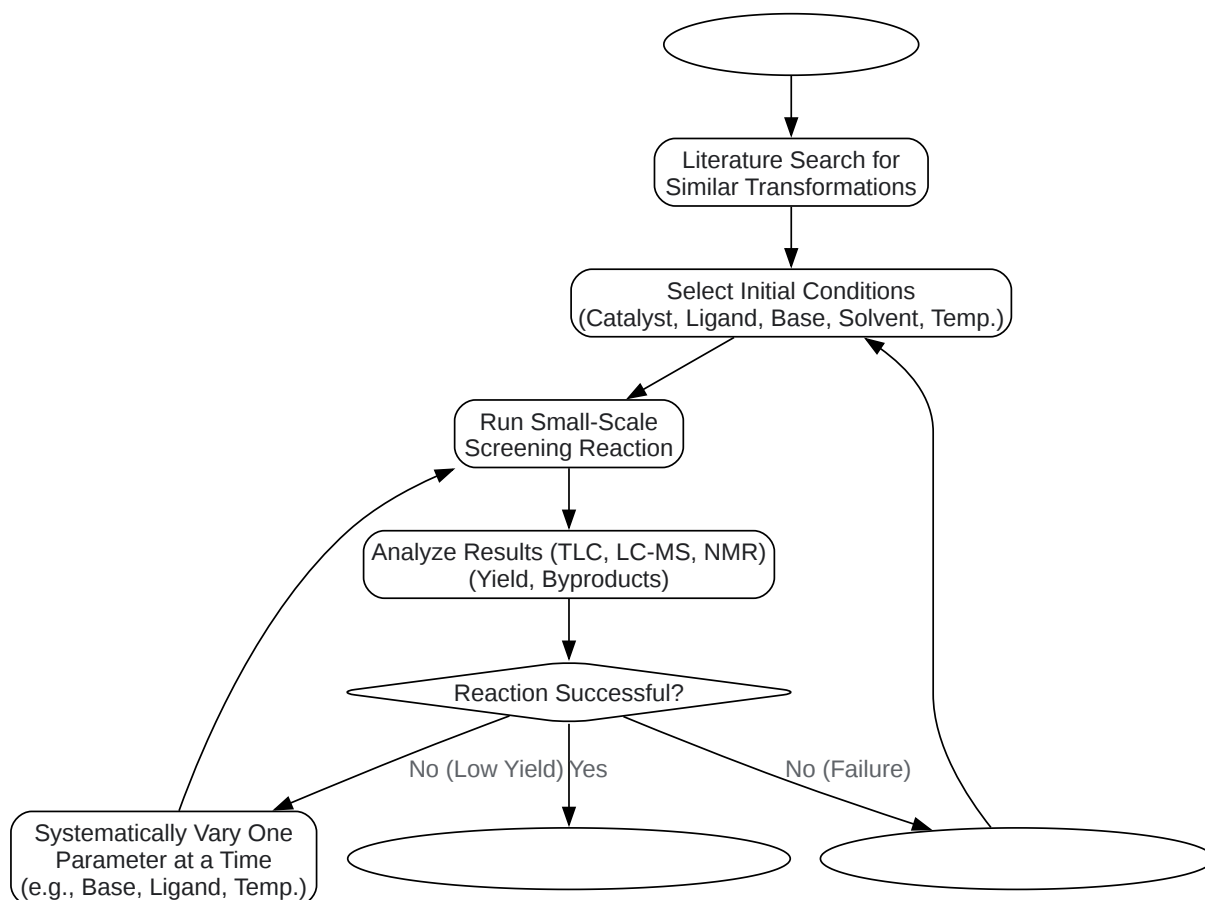 Literature Search for
Similar Transformations
Select Initial Conditions
(Catalyst, Ligand, Base, Solvent, Temp.)
Run Small-Scale
Screening Reaction
Analyze Results (TLC, LC-MS, NMR)
(Yield, Byproducts)
Reaction Successful?
No (Low Yield)
Yes
No (Failure)
Systematically Vary One
Parameter at a Time
(e.g., Base, Ligand, Temp.)